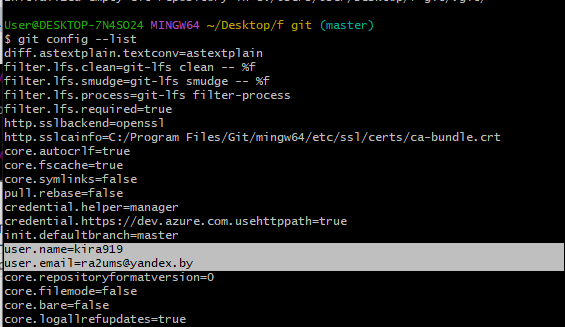 User@DESKTOP-7N4SO24 MINGW64 ~/Desktop/f git (master)
$ git config --list
diff.astextplain.textconv=astextplain
filter.lfs.clean=git-lfs clean -- %f
filter.lfs.smudge=git-lfs smudge -- %f
filter.lfs.process=git-lfs filter-process
filter.lfs.required=true
http.sslbackend=openssl
http.sslcainfo=C:/Program Files/Git/mingw64/etc/ssl/certs/ca-bundle.crt
core.autocrlf=true
core.fscache=true
core.symlinks=false
pull.rebase=false
credential.helper=manager
credential.https://dev.azure.com.usehttppath=true
init.defaultbranch=master
user.name=kira919
user.email=ra2ums@yandex.by
core.repositoryformatversion=0
core.filemode=false
core.bare=false
core.logallrefupdates=true